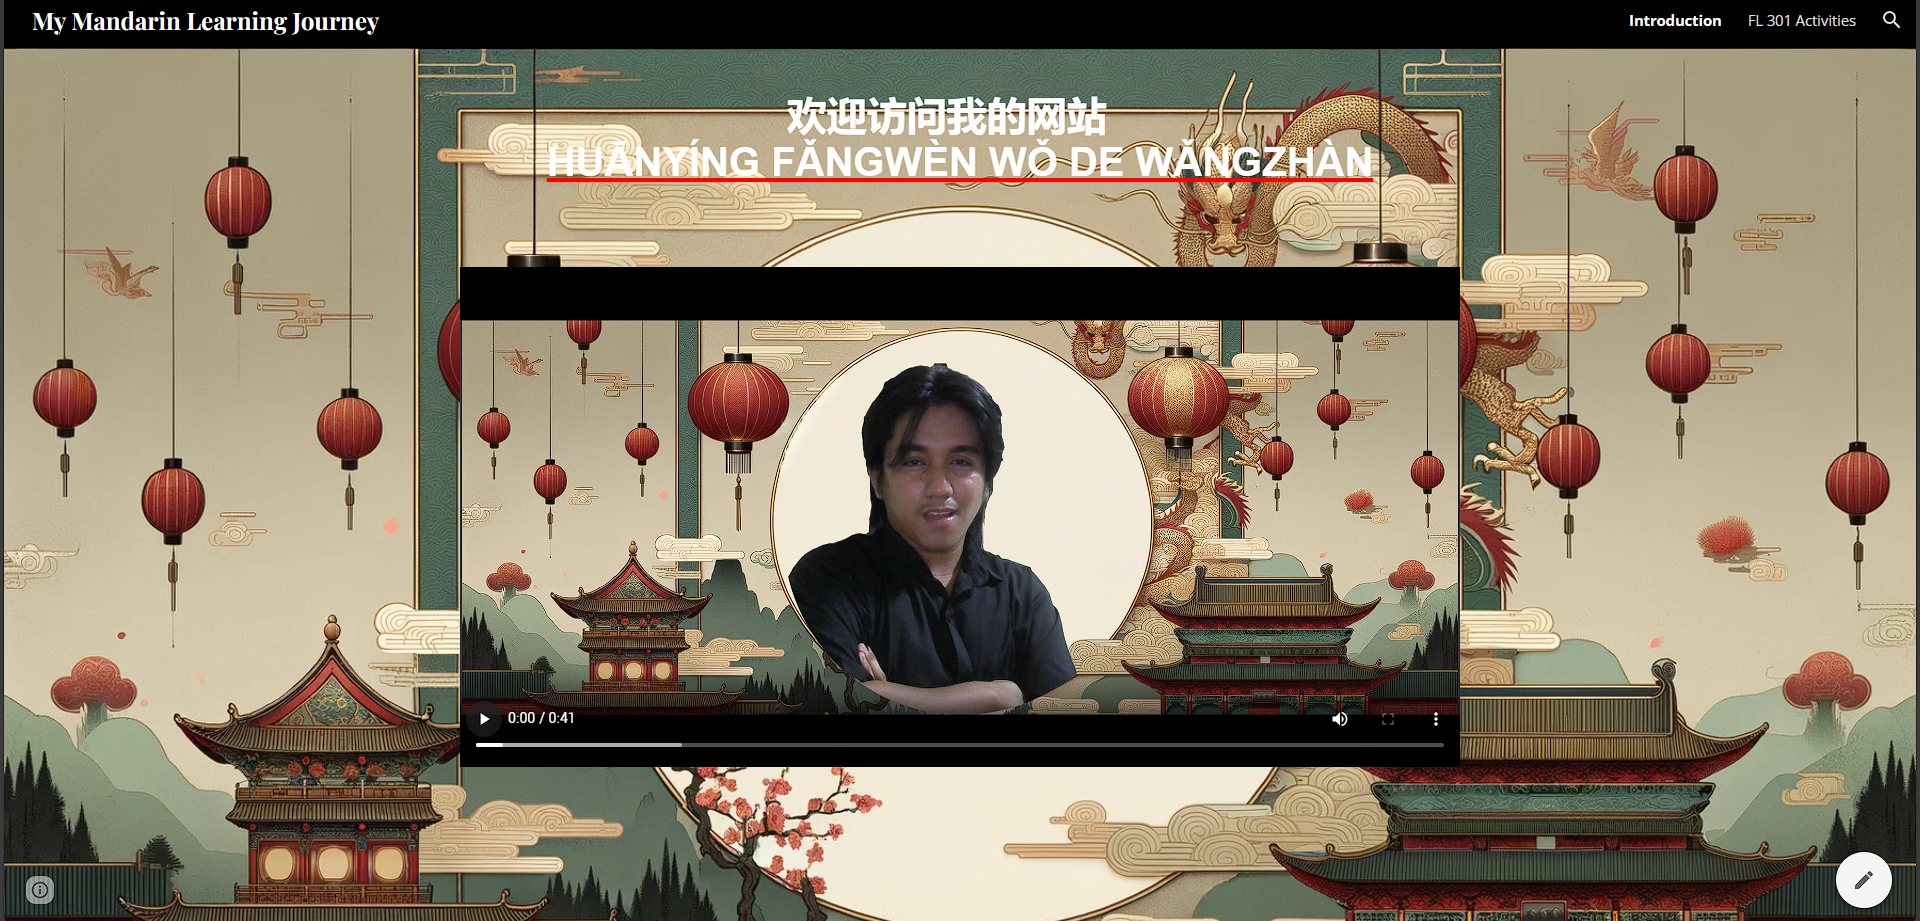 My Mandarin Learning Journey
Introduction
FL 301 Activities
欢迎访问我的网站
HUĀNYÍNG FǍNGWÈN WǑ DE WǍNGZHÀN
0:00 / 0:41